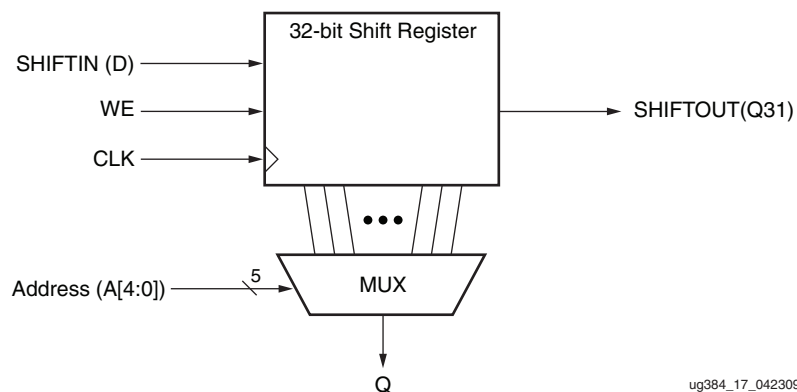 32-bit Shift Register
SHIFTIN (D)
WE
SHIFTOUT(Q31)
CLK
5
Address (A[4:0])
MUX
Q
ug384_17_042309